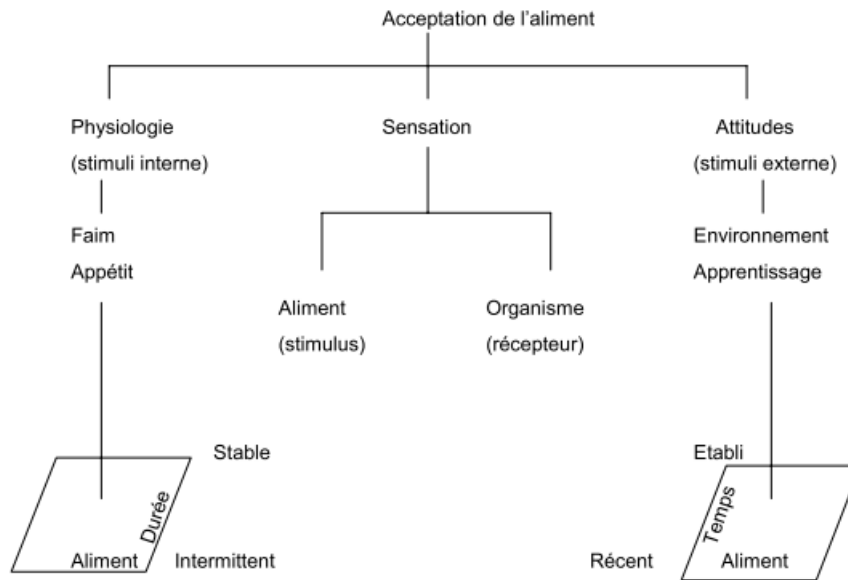 Acceptation de l'aliment
Physiologie
(stimuli interne)
Sensation
Attitudes
(stimuli externe)
Faim
Appétit
Environnement
Apprentissage
Aliment
(stimulus)
Organisme
(récepteur)
Stable
Durée
Aliment
Intermittent
Etabli
Temps
Récent
Aliment